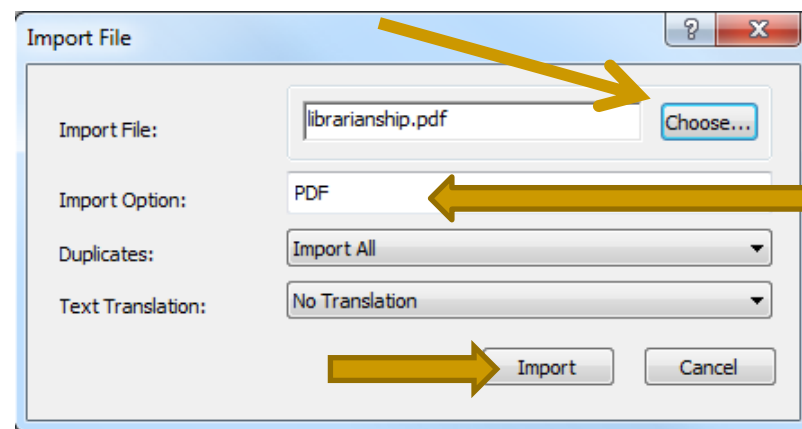 Import File
? X
Import File: librarianship.pdf Choose...
Import Option: PDF
Duplicates: Import All
Text Translation: No Translation
Import Cancel